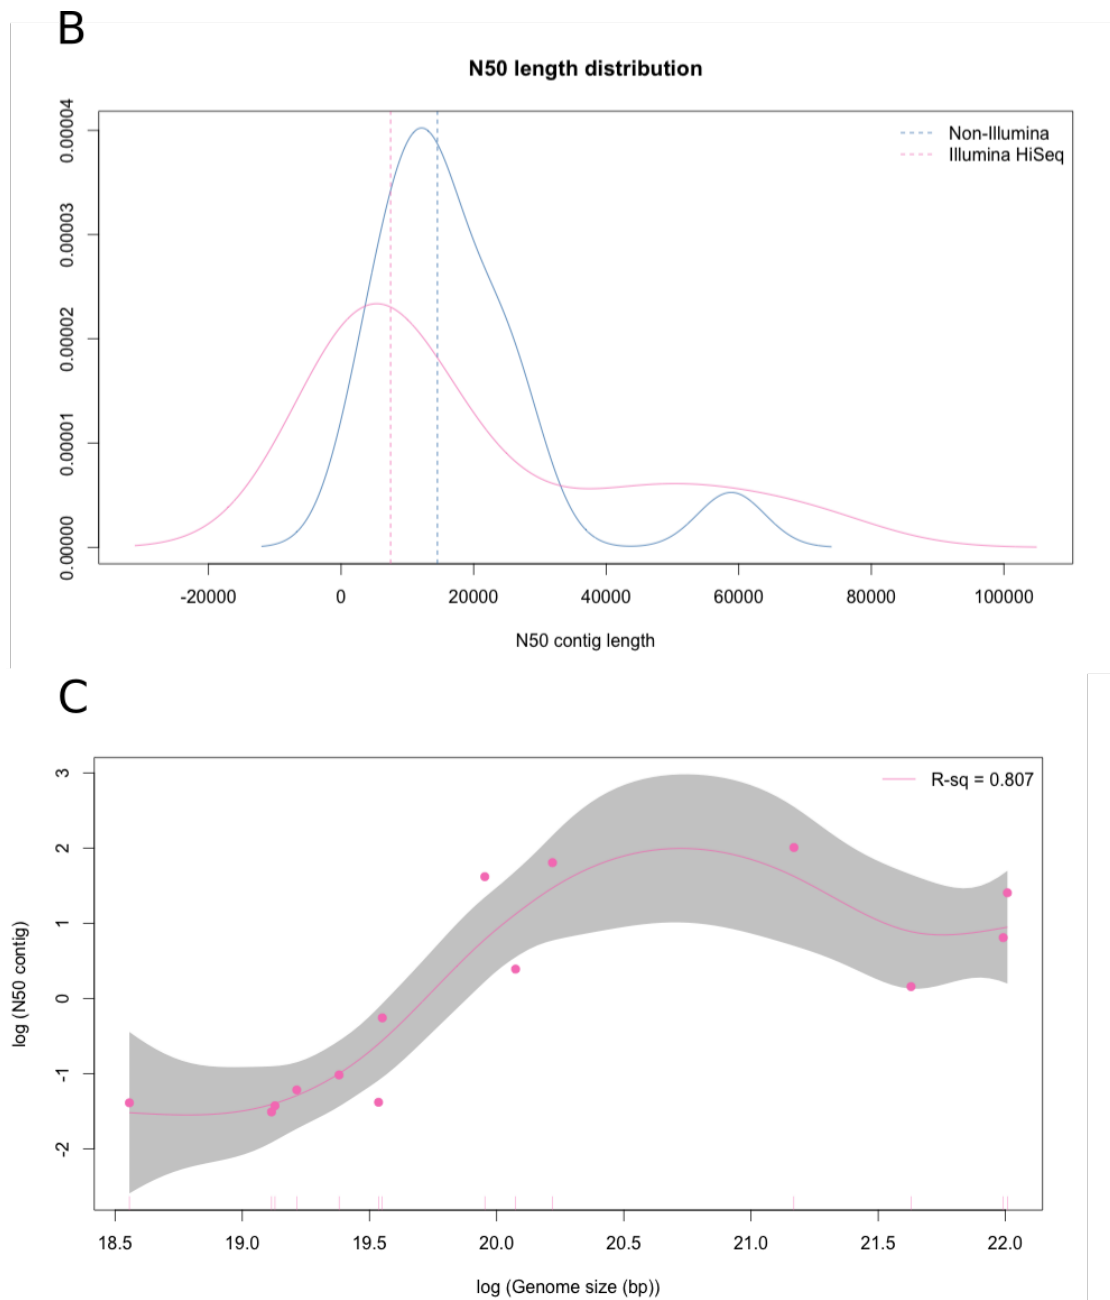 B
N50 length distribution
Non-Illumina
Illumina HiSeq
0.00004
0.00003
0.00002
0.00001
0.00000
-20000 0 20000 40000 60000 80000 100000
N50 contig length
C
R-sq = 0.807
log (N50 contig)
3
2
1
0
-1
-2
18.5 19.0 19.5 20.0 20.5 21.0 21.5 22.0
log (Genome size (bp))